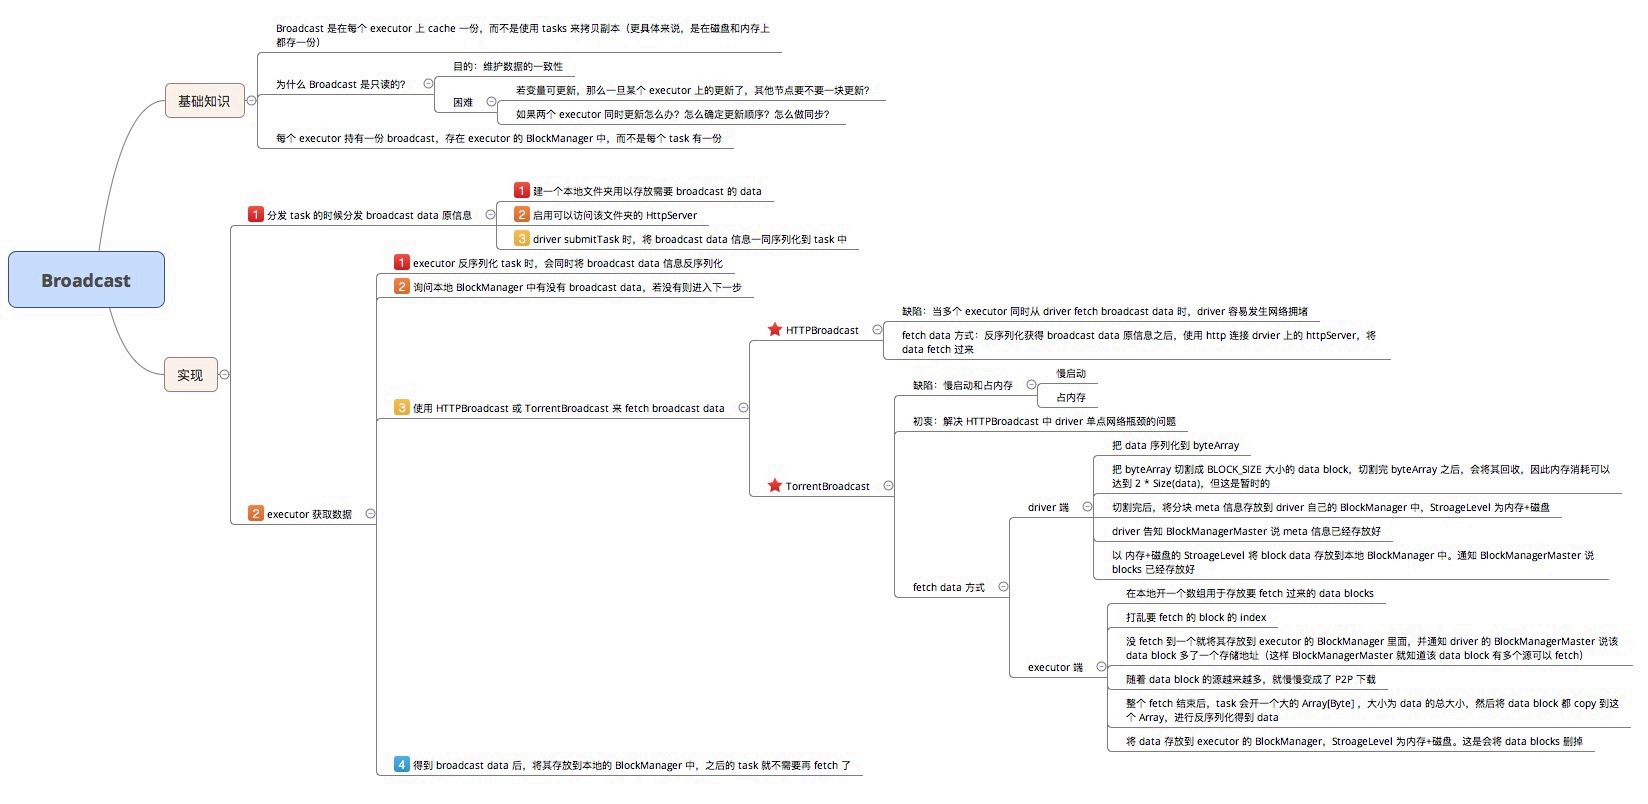 Broadcast
基础知识
Broadcast 是在每个 executor 上 cache 一份，而不是使用 tasks 来拷贝副本（更具体来说，是在磁盘和内存上
都存一份）
为什么 Broadcast 是只读的？
目的：维护数据的一致性
困难
若变量可更新，那么一旦某个 executor 上的更新了，其他节点要不要一块更新？
如果两个 executor 同时更新怎么办？怎么确定更新顺序？怎么做同步？
每个 executor 持有一份 broadcast，存在 executor 的 BlockManager 中，而不是每个 task 有一份
实现
1 分发 task 的时候分发 broadcast data 原信息
1 建一个本地文件夹用以存放需要 broadcast 的 data
2 启用可以访问该文件夹的 HttpServer
3 driver submitTask 时，将 broadcast data 信息一同序列化到 task 中
2 executor 获取数据
1 executor 反序列化 task 时，会同时将 broadcast data 信息反序列化
2 询问本地 BlockManager 中有没有 broadcast data，若没有则进入下一步
3 使用 HTTPBroadcast 或 TorrentBroadcast 来 fetch broadcast data
HTTPBroadcast
缺陷：当多个 executor 同时从 driver fetch broadcast data 时，driver 容易发生网络拥堵
fetch data 方式：反序列化获得 broadcast data 原信息之后，使用 http 连接 drvier 上的 httpServer，将
data fetch 过来
TorrentBroadcast
缺陷：慢启动和占内存
慢启动
占内存
初衷：解决 HTTPBroadcast 中 driver 单点网络瓶颈的问题
fetch data 方式
driver 端
把 data 序列化到 byteArray
把 byteArray 切割成 BLOCK_SIZE 大小的 data block，切割完 byteArray 之后，会将其回收，因此内存消耗可以
达到 2 * Size(data)，但这是暂时的
切割完后，将分块 meta 信息存放到 driver 自己的 BlockManager 中，StroageLevel 为内存+磁盘
driver 告知 BlockManagerMaster 说 meta 信息已经存放好
以 内存+磁盘的 StroageLevel 将 block data 存放到本地 BlockManager 中。通知 BlockManagerMaster 说
blocks 已经存放好
executor 端
在本地开一个数组用于存放要 fetch 过来的 data blocks
打乱要 fetch 的 block 的 index
没 fetch 到一个就将其存放到 executor 的 BlockManager 里面，并通知 driver 的 BlockManagerMaster 说该
data block 多了一个存储地址（这样 BlockManagerMaster 就知道该 data block 有多个源可以 fetch）
随着 data block 的源越来越多，就慢慢变成了 P2P 下载
整个 fetch 结束后，task 会开一个大的 Array[Byte] ，大小为 data 的总大小，然后将 data block 都 copy 到这
个 Array，进行反序列化得到 data
将 data 存放到 executor 的 BlockManager，StroageLevel 为内存+磁盘。这是会将 data blocks 删掉
4 得到 broadcast data 后，将其存放到本地的 BlockManager 中，之后的 task 就不需要再 fetch 了